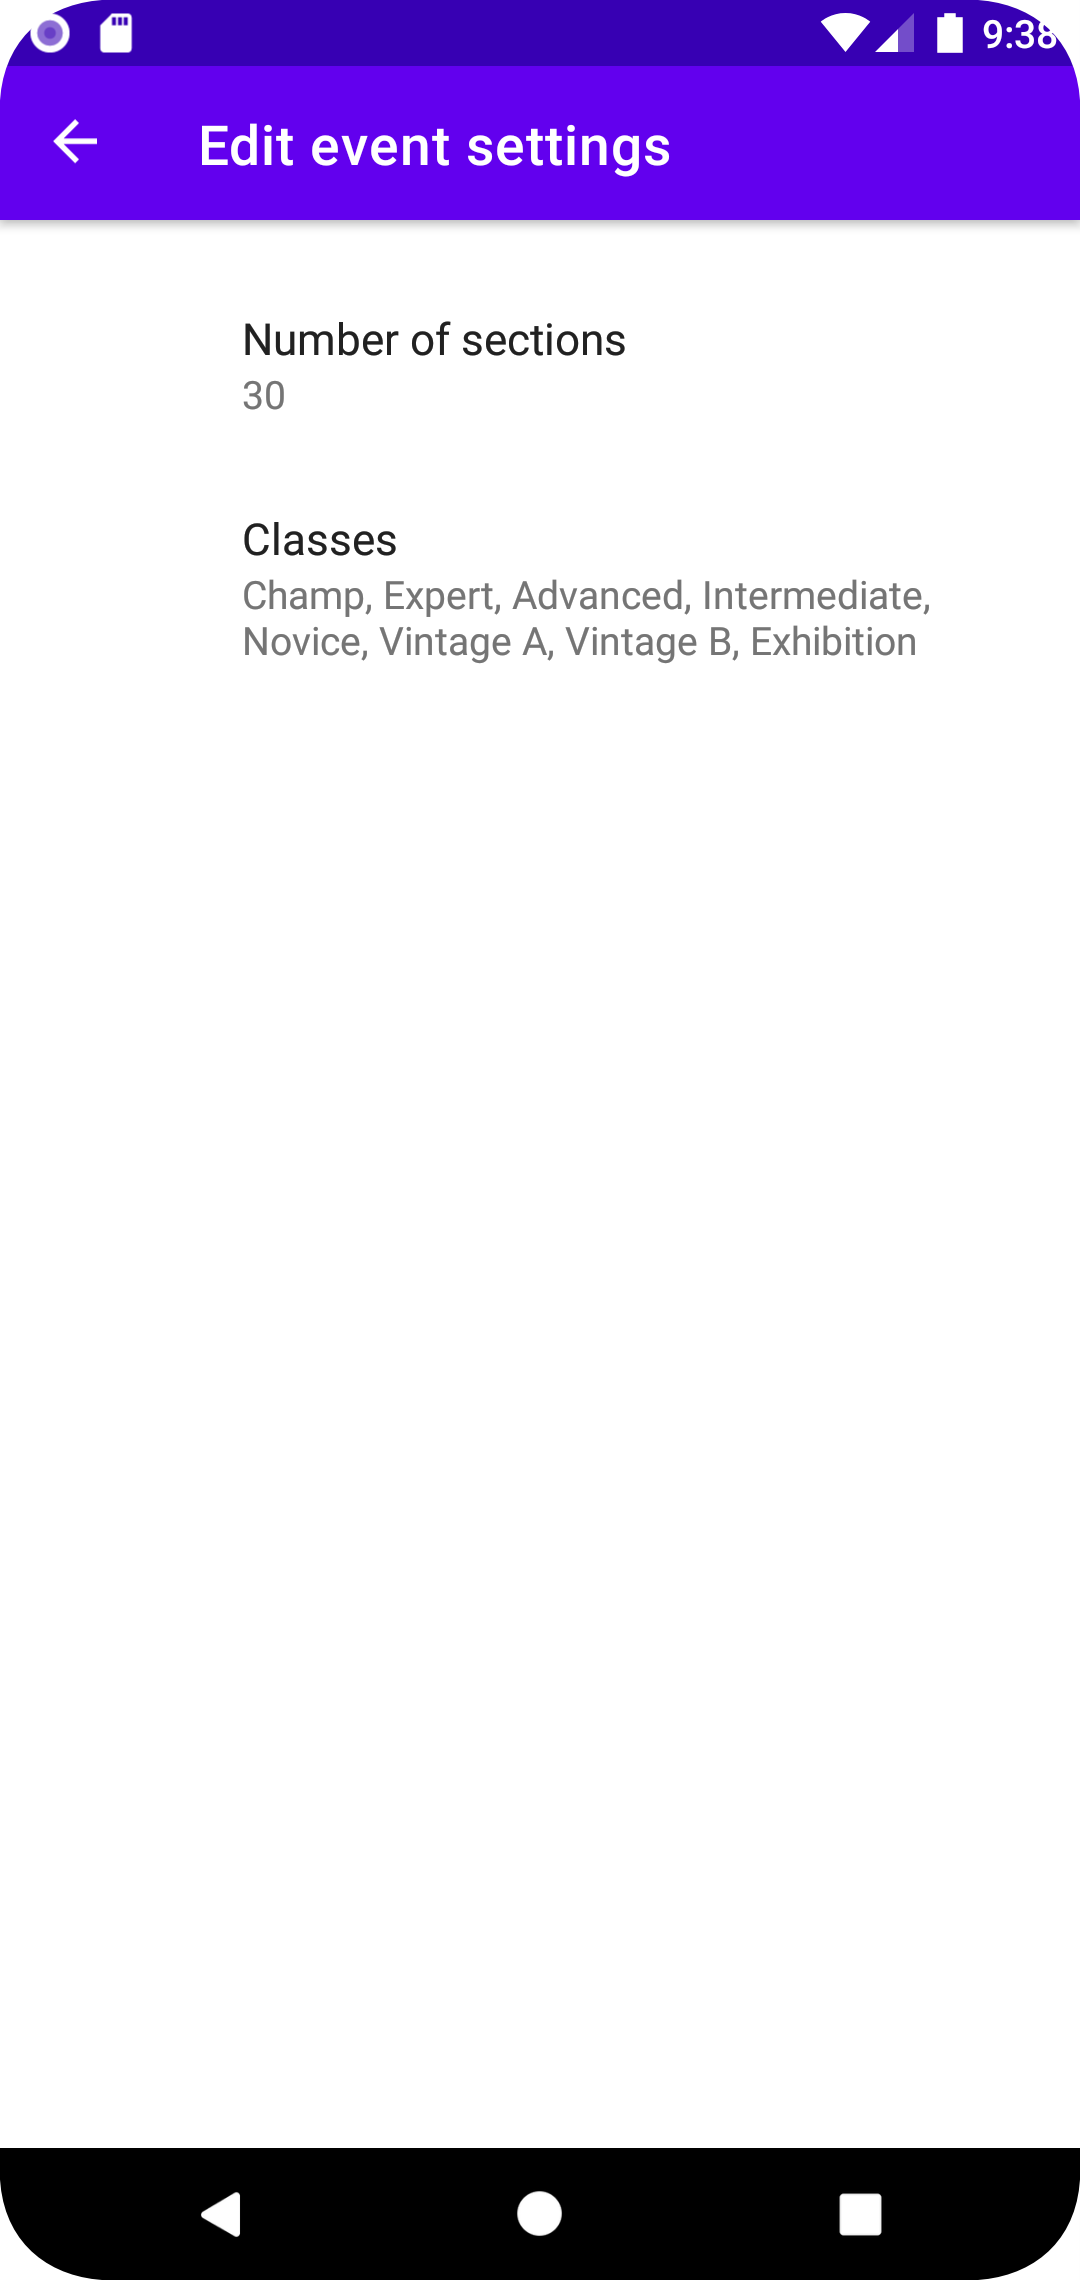 9:38
Edit event settings
Number of sections
30
Classes
Champ, Expert, Advanced, Intermediate,
Novice, Vintage A, Vintage B, Exhibition